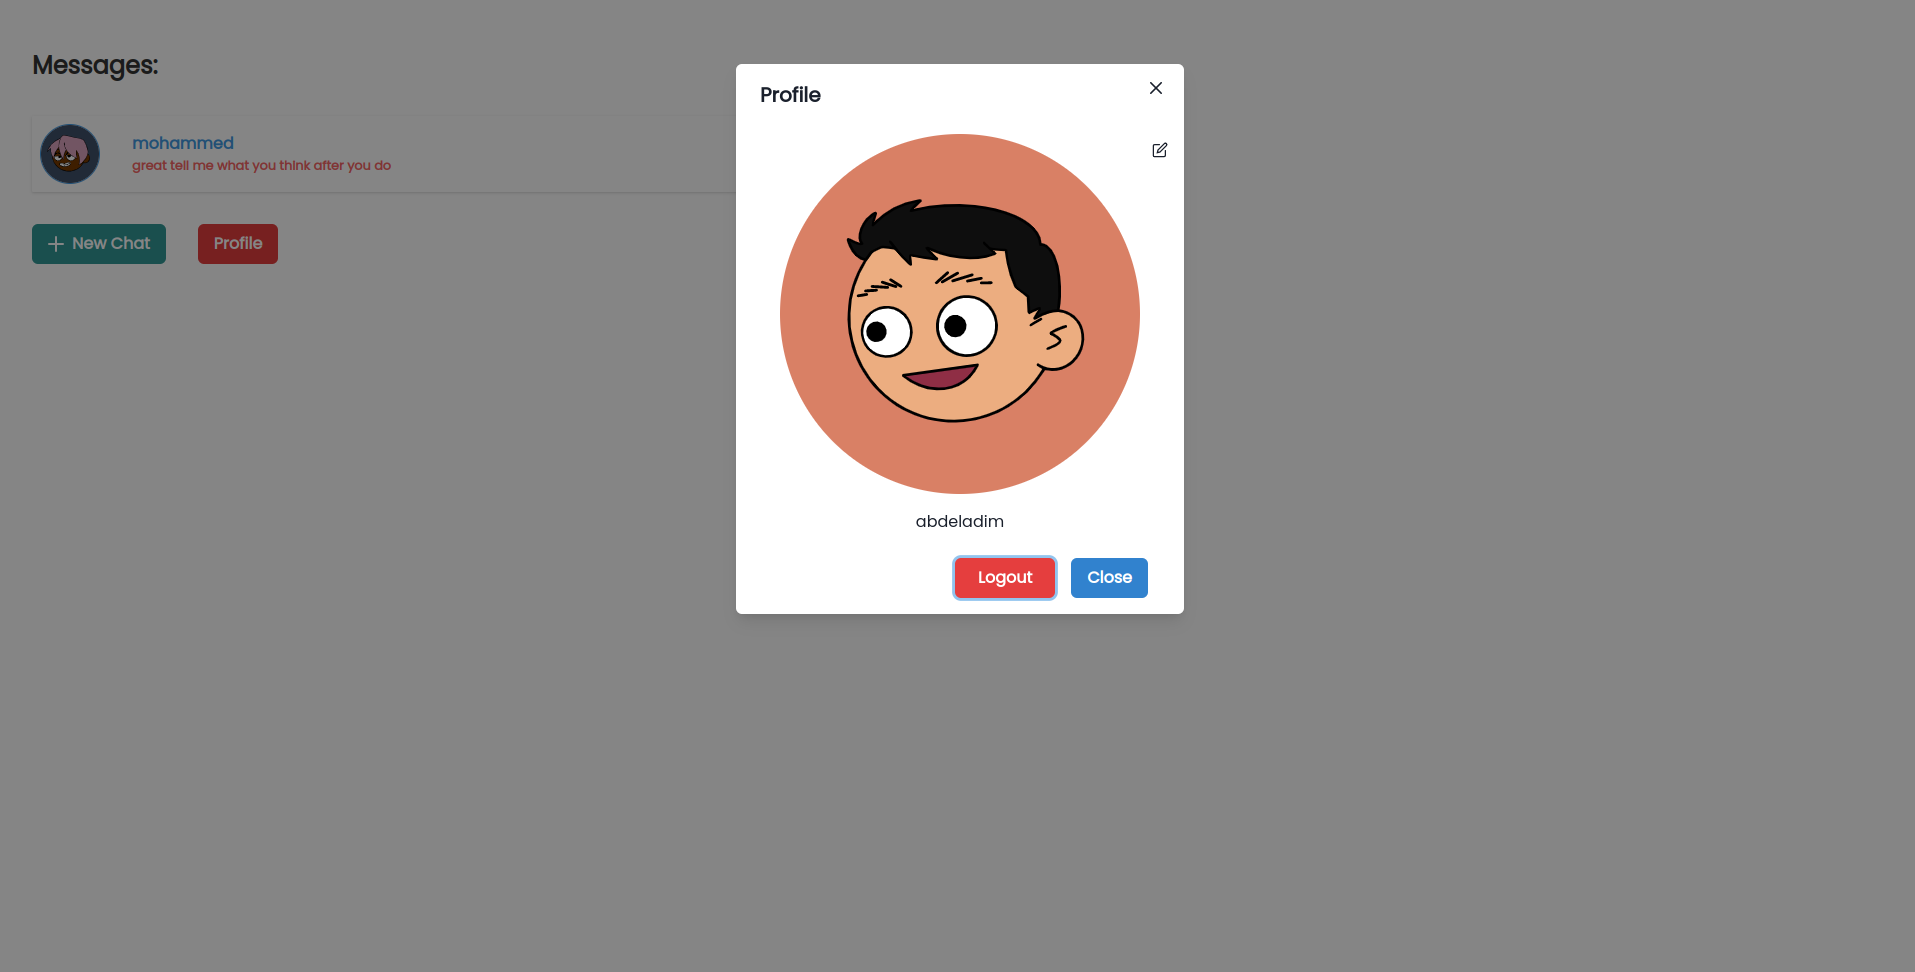 Messages:
mohammed
great tell me what you think after you do
New Chat
Profile
Profile
abdeladim
Logout
Close